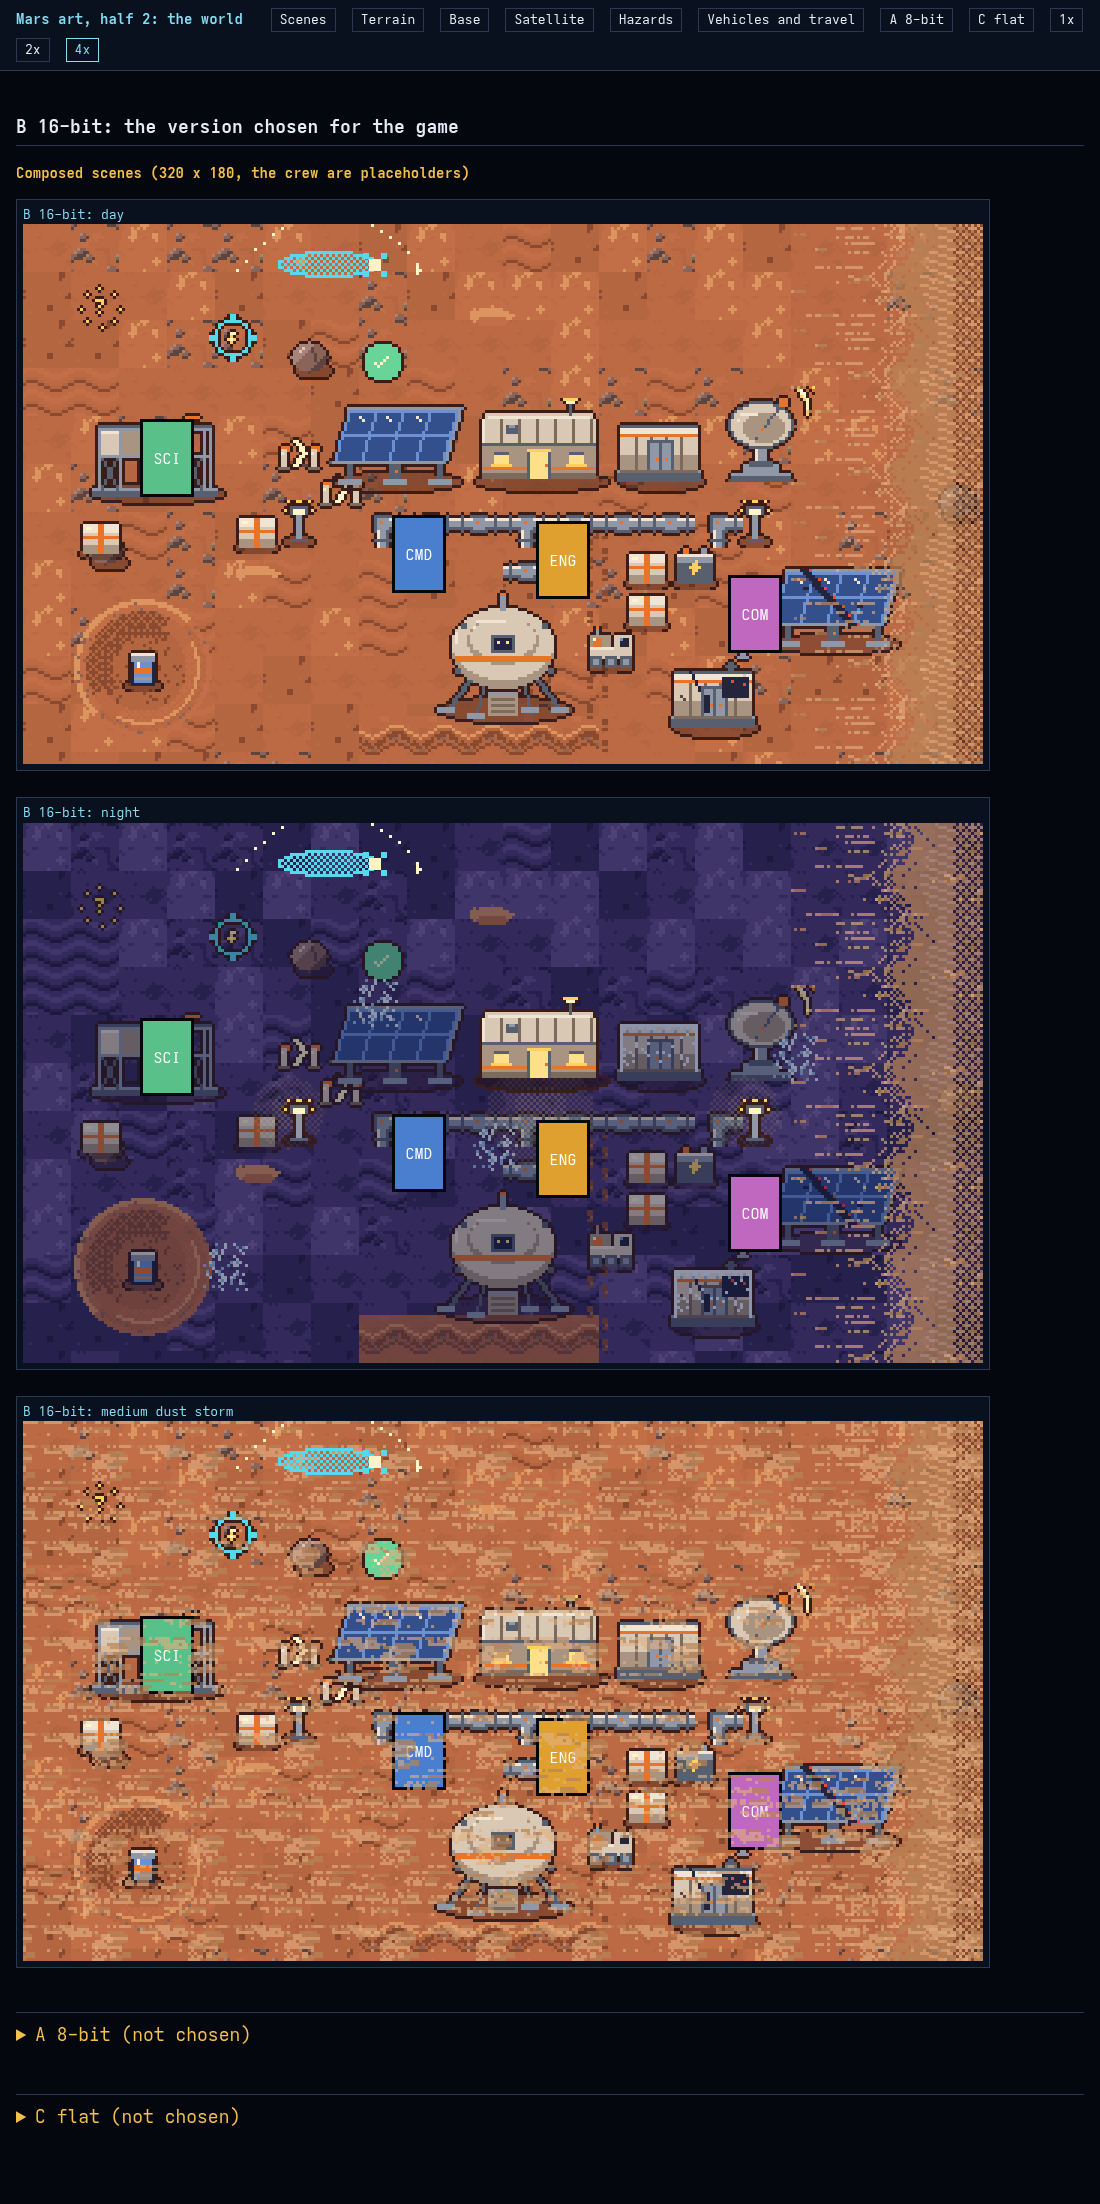 Mars art, half 2: the world Scenes Terrain Base Satellite Hazards Vehicles and travel A 8-bit C flat 1x
2x 4x
B 16-bit: the version chosen for the game
Composed scenes (320 x 180, the crew are placeholders)
B 16-bit: day
?
SCI
CMD
ENG
COM
B 16-bit: night
?
SCI
CMD
ENG
COM
B 16-bit: medium dust storm
?
SCI
CMD
ENG
COM
A 8-bit (not chosen)
C flat (not chosen)